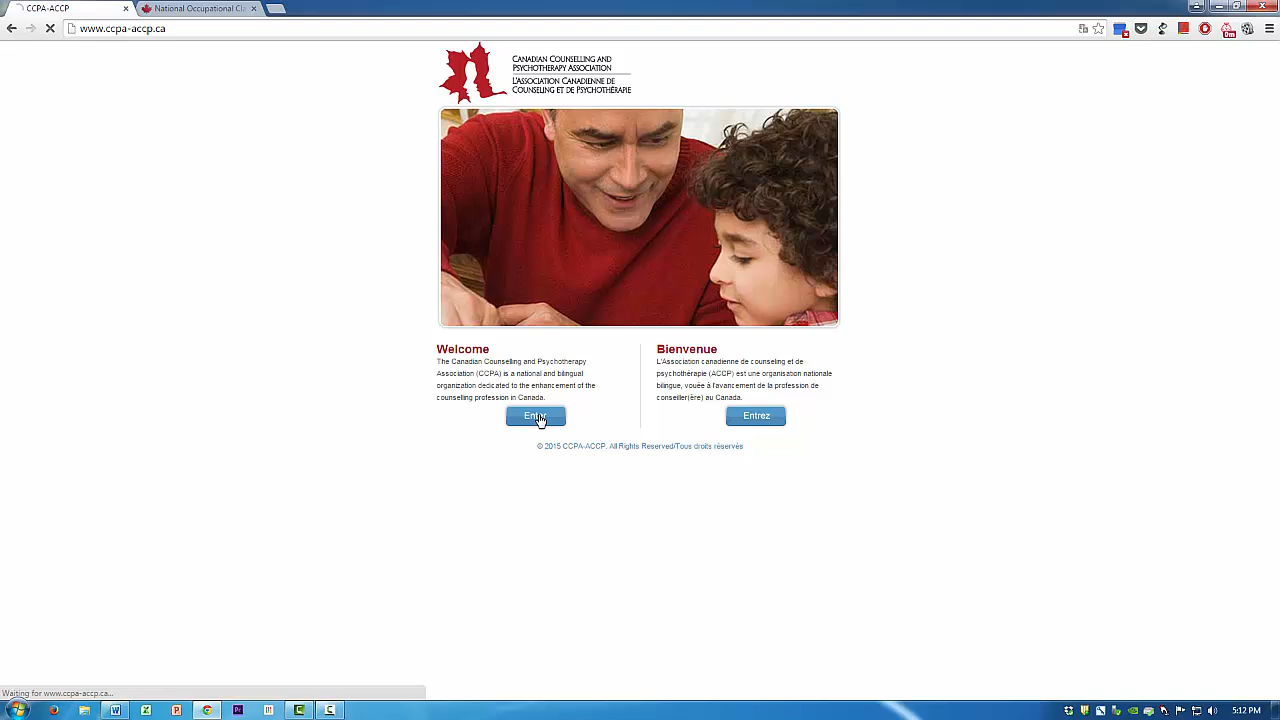 CCPA-ACCP
National Occupational Cla
www.ccpa-accp.ca
CANADIAN COUNSELLING AND
PSYCHOTHERAPY ASSOCIATION
L'ASSOCIATION CANADIENNE DE
COUNSELING ET DE PSYCHOTHÉRAPIE
Welcome
The Canadian Counselling and Psychotherapy
Association (CCPA) is a national and bilingual
organization dedicated to the enhancement of the
counselling profession in Canada.
Enter
Bienvenue
L'Association canadienne de counseling et de
psychothérapie (ACCP) est une organisation nationale
bilingue, vouée à l'avancement de la profession de
conseiller(ère) au Canada.
Entrez
© 2015 CCPA-ACCP. All Rights Reserved/Tous droits réservés
Waiting for www.ccpa-accp.ca...
5:12 PM